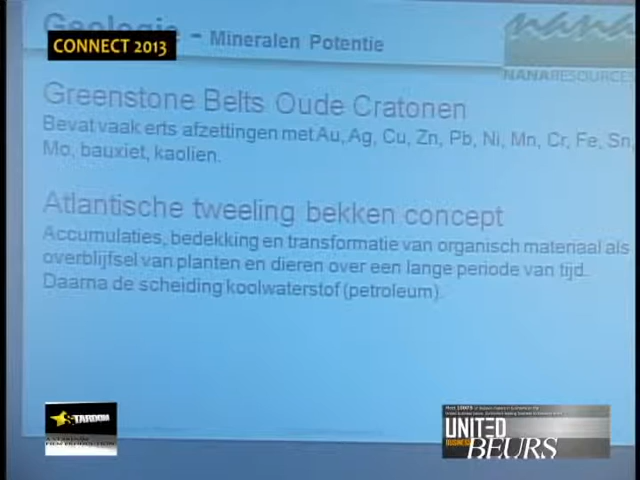 Geologie - Mineralen Potentie
CONNECT 2013
nana
NANARESOURCES
Greenstone Belts Oude Cratonen
Bevat vaak erts afzettingen met Au, Ag, Cu, Zn, Pb, Ni, Mn, Cr, Fe, Sn,
Mo, bauxiet, kaolien.
Atlantische tweeling bekken concept
Accumulaties, bedekking en transformatie van organisch materiaal als
overblijfsel van planten en dieren over een lange periode van tijd.
Daarna de scheiding koolwaterstof (petroleum).
STARDOM
UNITED
BUSINESS
BEURS